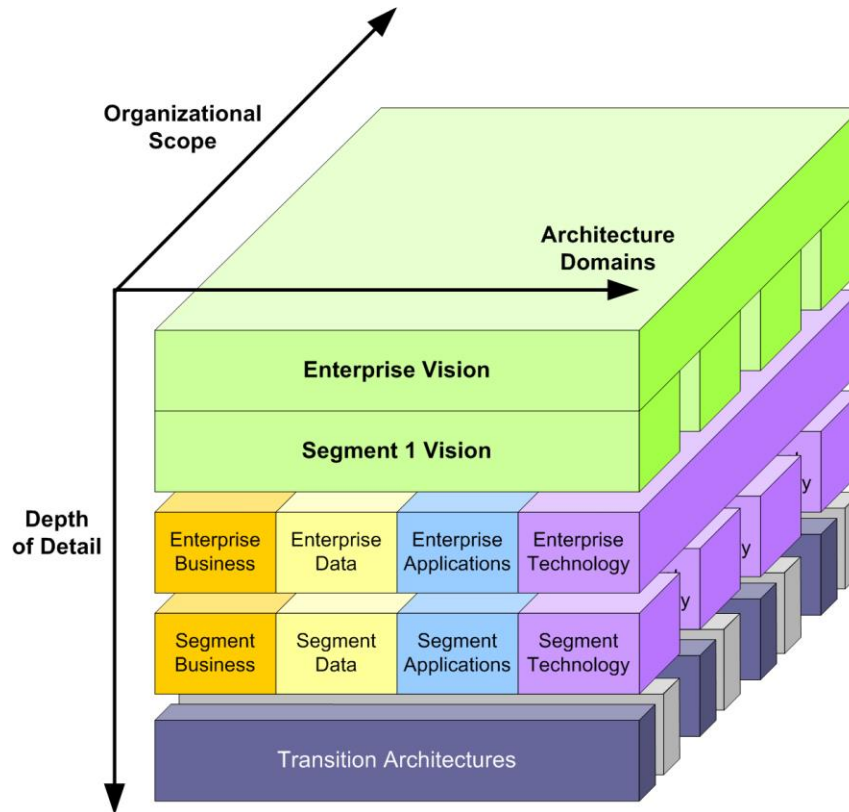 Organizational
Scope
Architecture
Domains
Enterprise Vision
Segment 1 Vision
Depth
of Detail
Enterprise
Business
Enterprise
Data
Enterprise
Applications
Enterprise
Technology
Segment
Business
Segment
Data
Segment
Applications
Segment
Technology
Transition Architectures